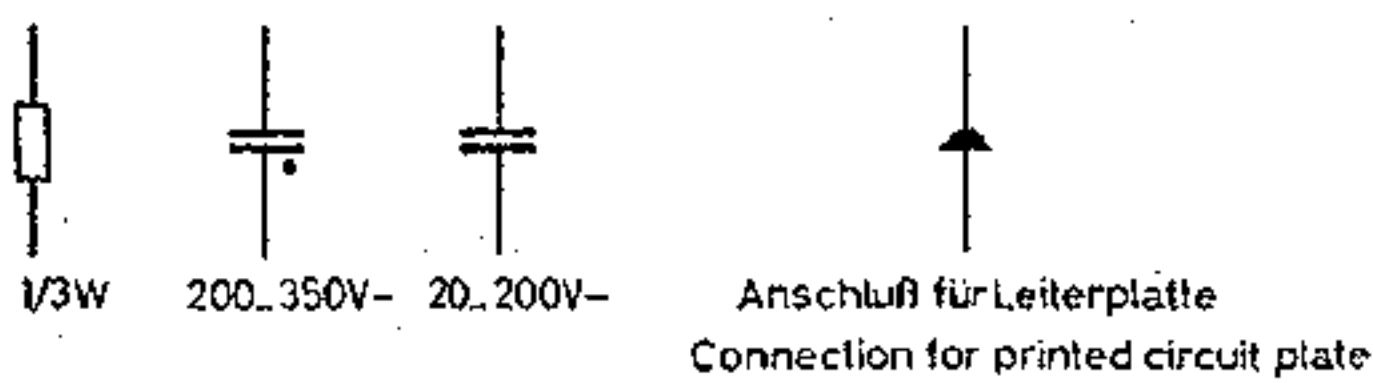 1/3W 200..350V- 20..200V- Anschluß für Leiterplatte
Connection for printed circuit plate